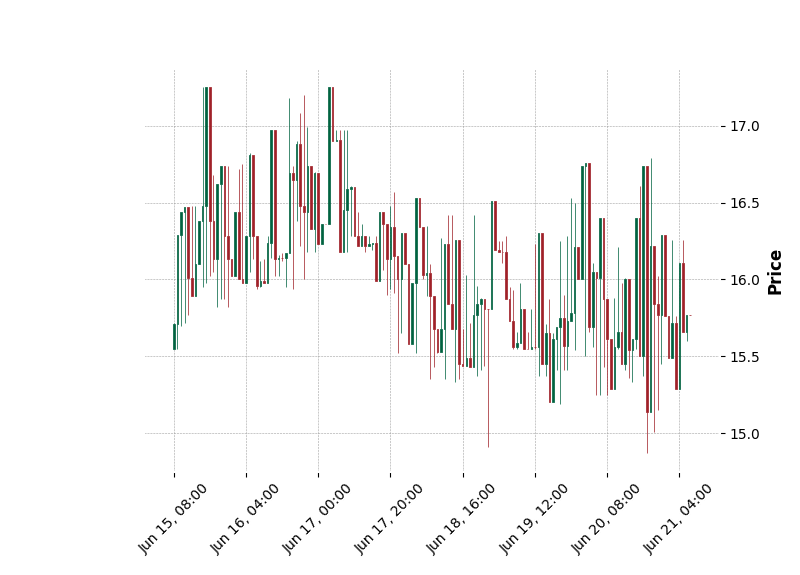 17.0
16.5
16.0
15.5
15.0
Price
Jun 15, 08:00
Jun 16, 04:00
Jun 17, 00:00
Jun 17, 20:00
Jun 18, 16:00
Jun 19, 12:00
Jun 20, 08:00
Jun 21, 04:00